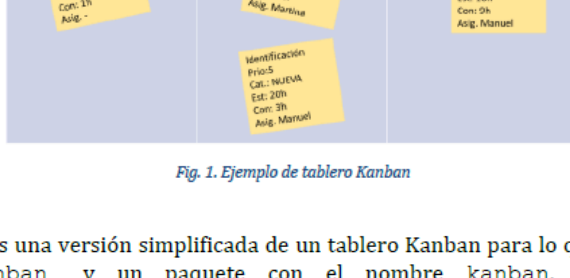 Con: 1h
Asig. -
Asig. Martina
Con: 9h
Asig. Manuel
Identificación
Prio:5
Cat.: NUEVA
Est: 20h
Con: 3h
Asig. Manuel
Fig. 1. Ejemplo de tablero Kanban
s una versión simplificada de un tablero Kanban para lo
y un paquete con el nombre kanban.